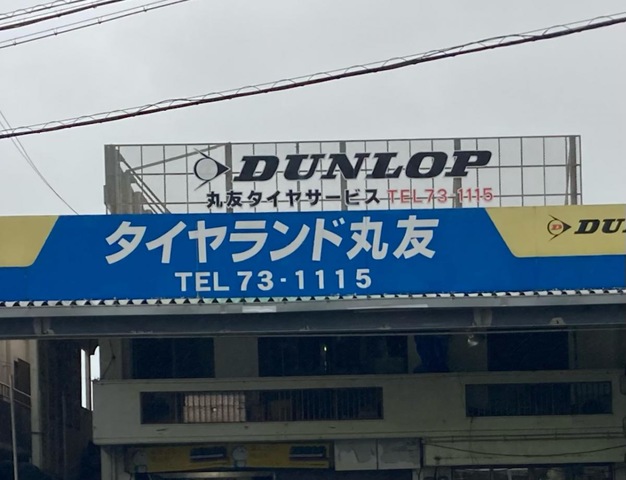 DUNLOP
丸友タイヤサービス TEL73-1115
タイヤランド丸友
TEL 73-1115